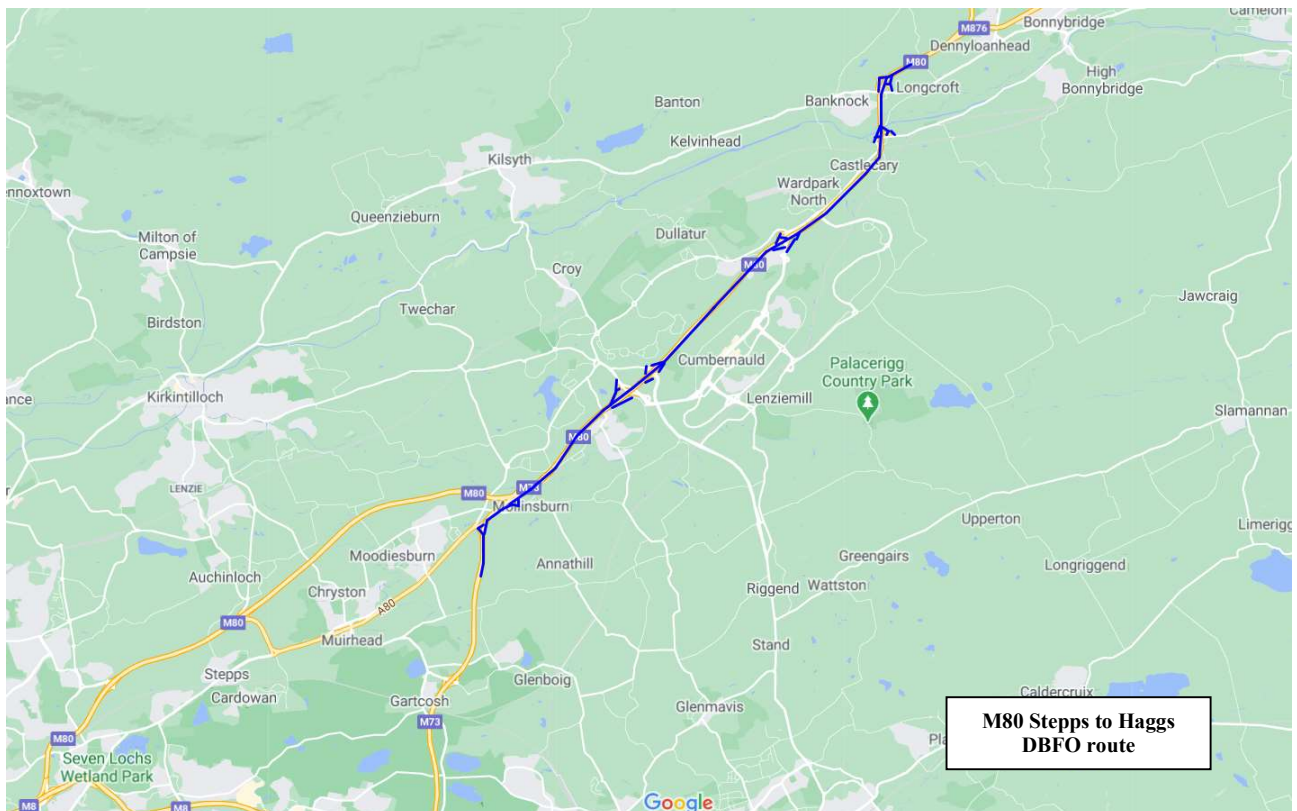 Camelon
M876
Bonnybridge
Dennyloanhead
M80
High
Bonnybridge
Longcroft
Banton
Banknock
Kelvinhead
Kilsyth
Castlecary
Wardpark
North
ennoxtown
Queenzieburn
Milton of
Campsie
Dullatur
M80
Croy
Jawcraig
Twechar
Birdston
Cumbernauld
Palacerigg
Country Park
Kirkintilloch
ance
Lenziemill
Slamannan
M80
LENZIE
M80
M73
Mollinsburn
Upperton
Limerigg
Moodiesburn
Annathill
Greengairs
Longriggend
Auchinloch
Chryston
Riggend
Wattston
A80
M80
Muirhead
Stand
Stepps
Cardowan
Glenboig
Gartcosh
Caldercruix
Glenmavis
M73
M80
Seven Lochs
Wetland Park
M8
M8
Google
M80 Stepps to Haggs
DBFO route